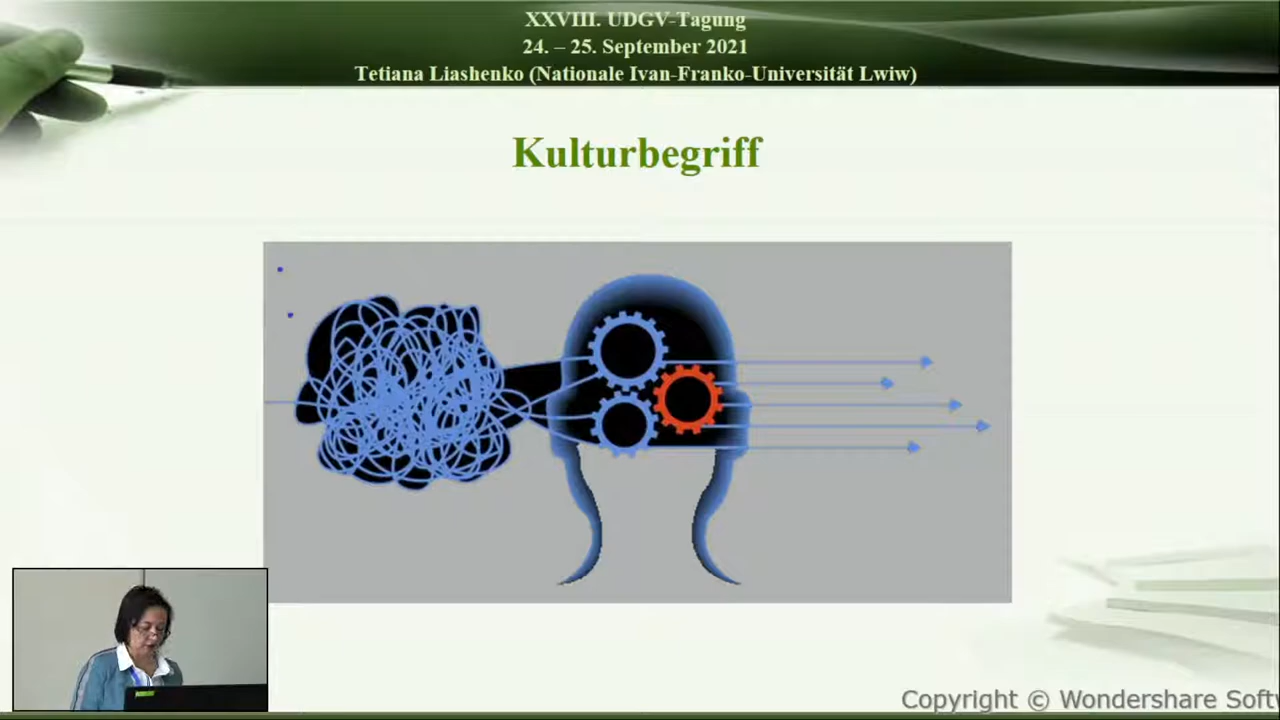 XXVIII. UDGV-Tagung
24. – 25. September 2021
Tetiana Liashenko (Nationale Ivan-Franko-Universität Lwiw)
Kulturbegriff
Copyright © Wondershare Soft